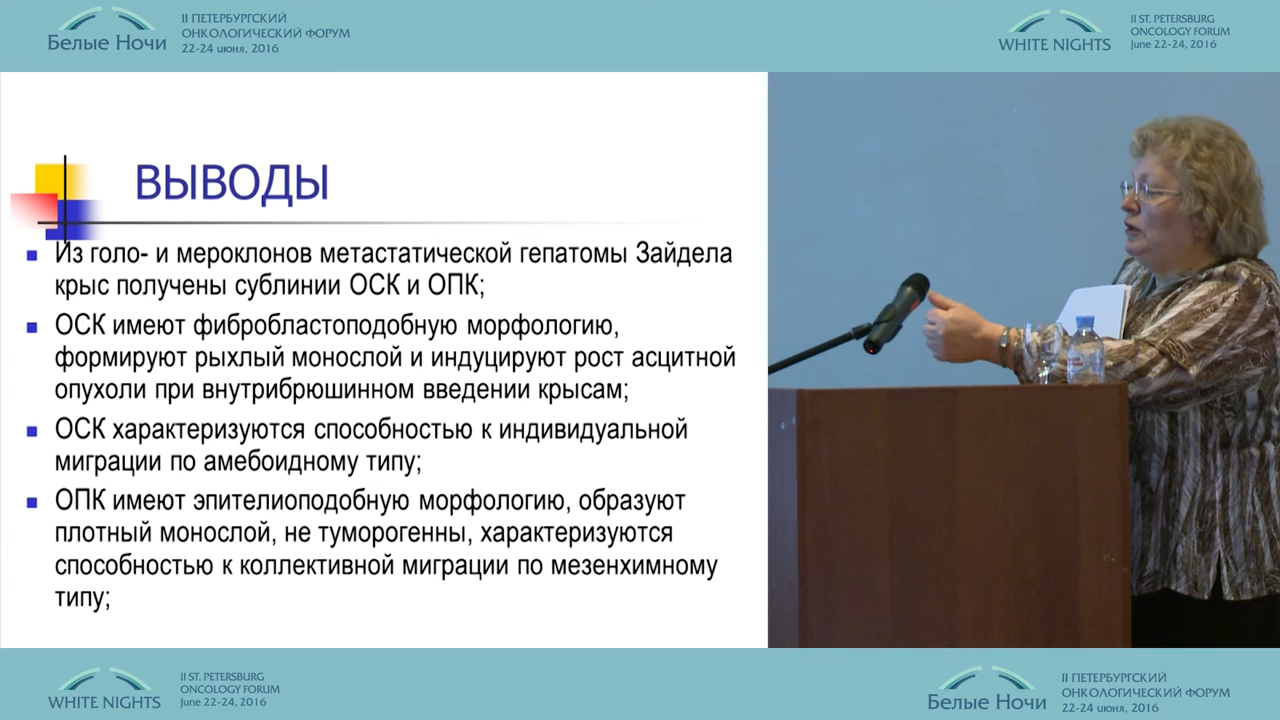 Белые Ночи
II ПЕТЕРБУРГСКИЙ
ОНКОЛОГИЧЕСКИЙ ФОРУМ
22-24 июня, 2016
WHITE NIGHTS
II ST. PETERSBURG
ONCOLOGY FORUM
June 22-24, 2016
ВЫВОДЫ
Из голо- и мероклонов метастатической гепатомы Зайдела
крыс получены сублинии ОСК и ОПК;
ОСК имеют фибробластоподобную морфологию,
формируют рыхлый монослой и индуцируют рост асцитной
опухоли при внутрибрюшинном введении крысам;
ОСК характеризуются способностью к индивидуальной
миграции по амебоидному типу;
ОПК имеют эпителиоподобную морфологию, образуют
плотный монослой, не туморогенны, характеризуются
способностью к коллективной миграции по мезенхимному
типу;
WHITE NIGHTS
II ST. PETERSBURG
ONCOLOGY FORUM
June 22-24, 2016
Белые Ночи
II ПЕТЕРБУРГСКИЙ
ОНКОЛОГИЧЕСКИЙ ФОРУМ
22-24 июня, 2016